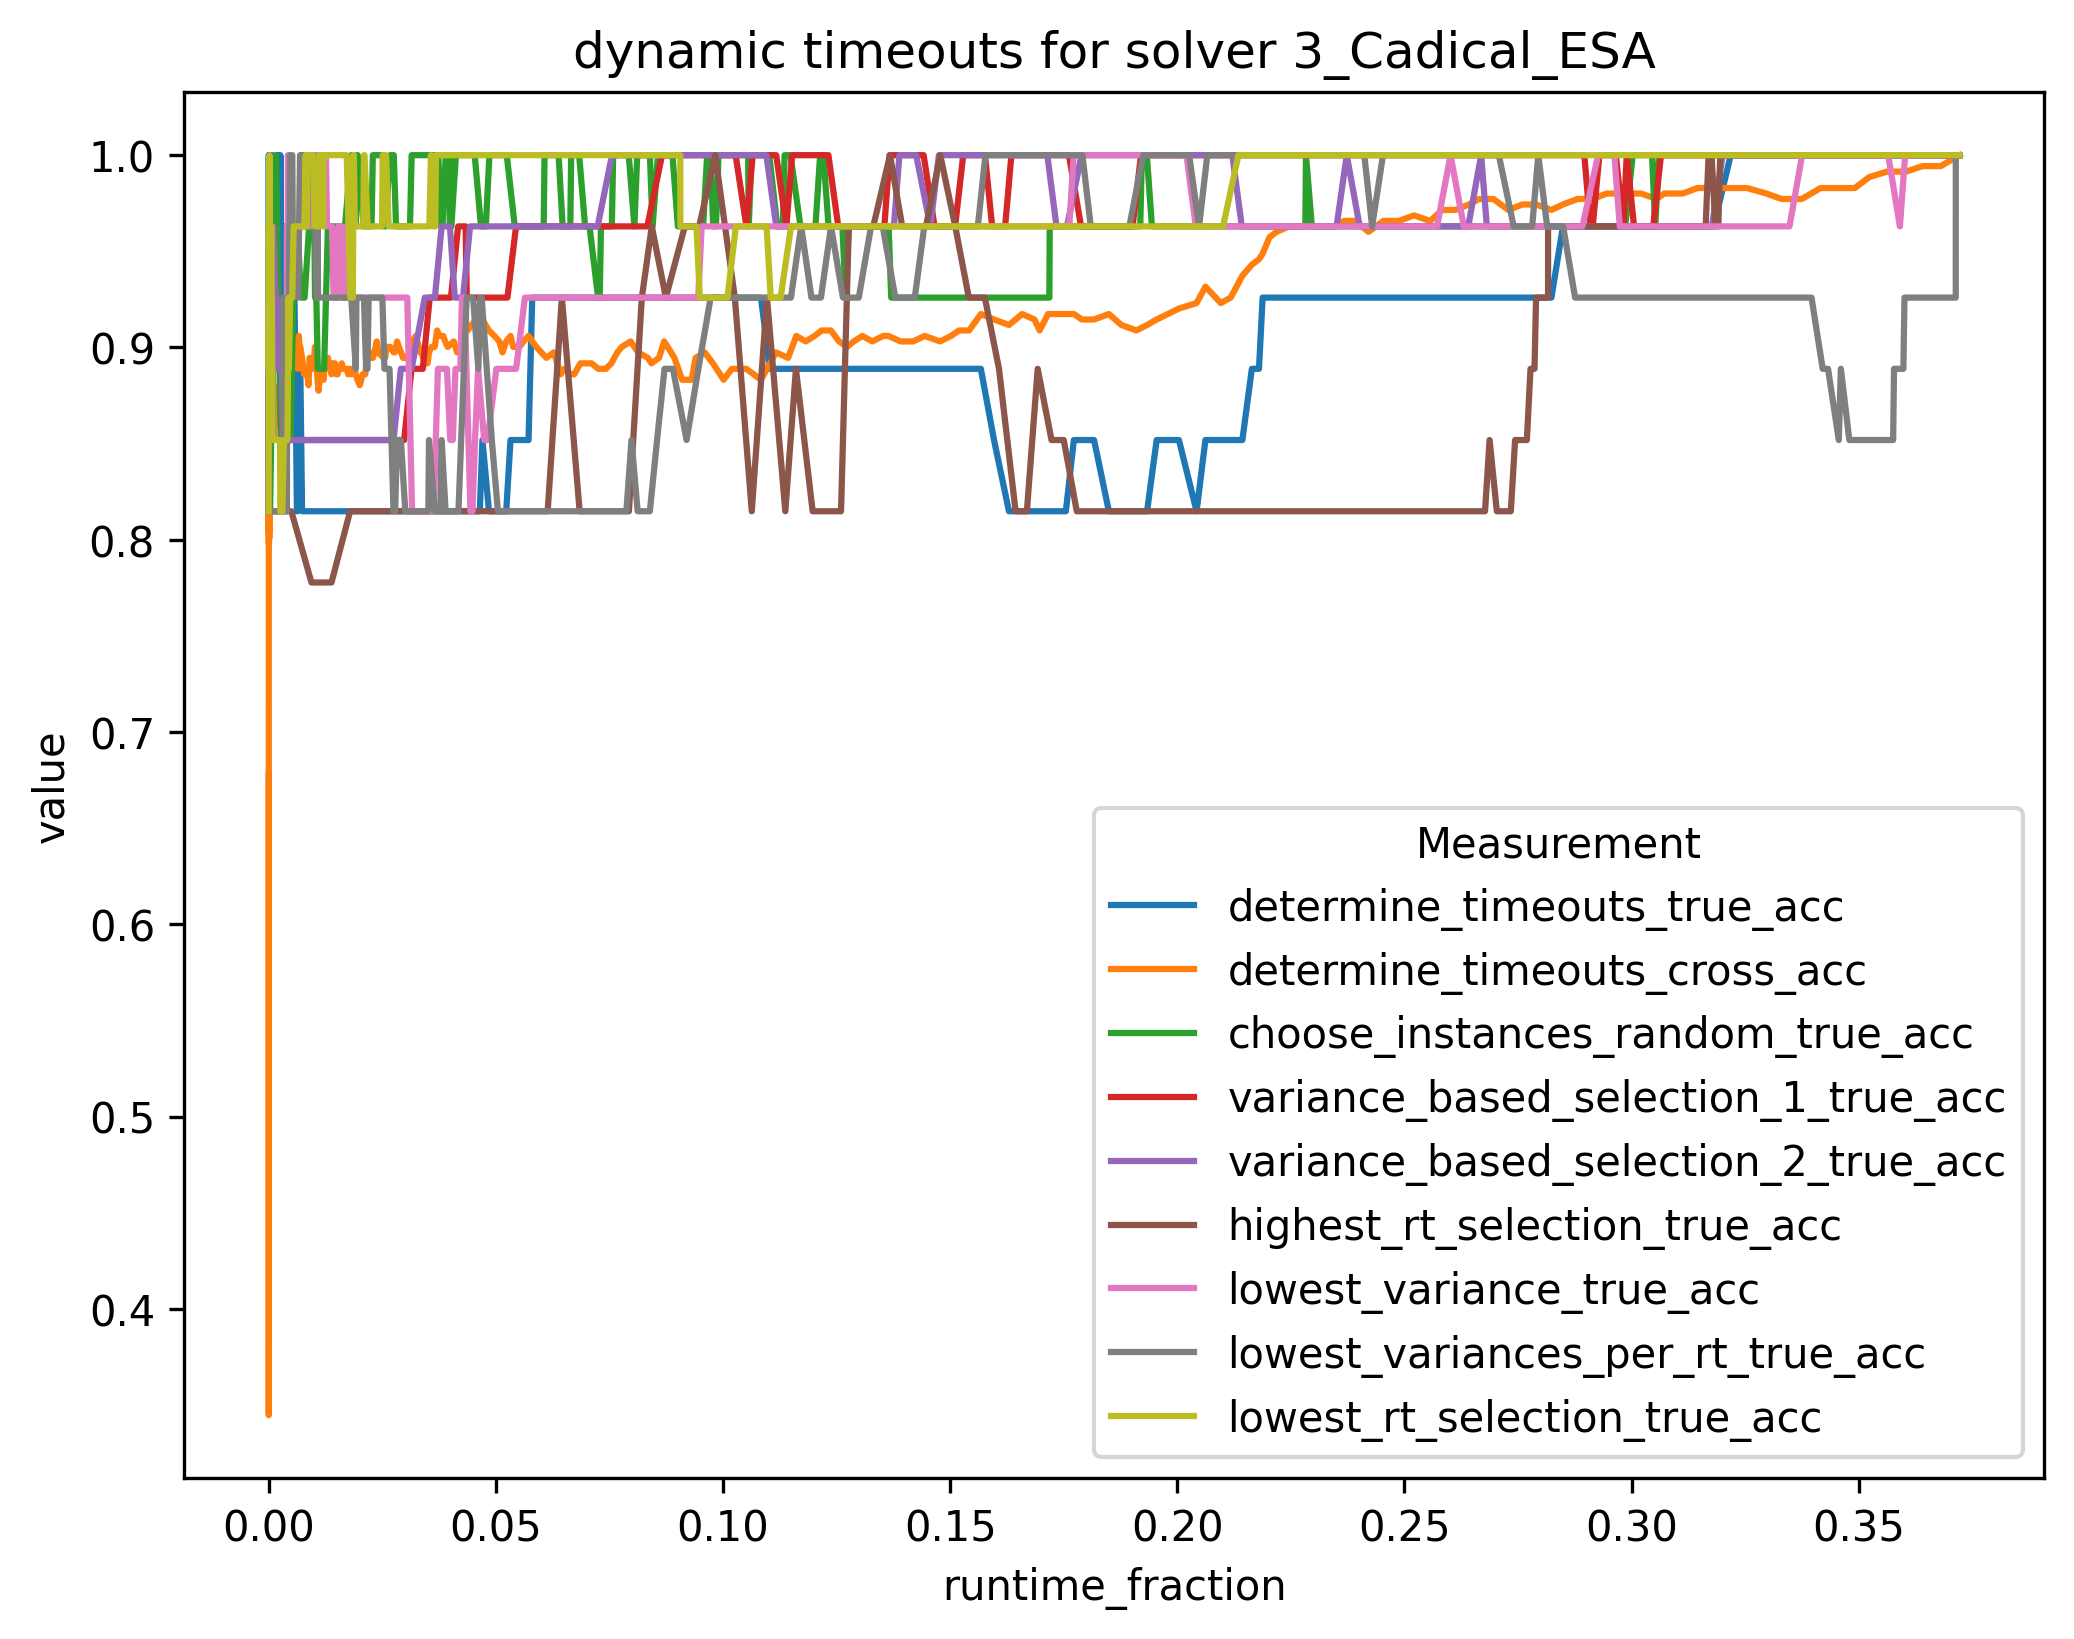 dynamic timeouts for solver 3_Cadical_ESA
1.0
0.9
0.8
0.7
0.6
0.5
0.4
value
Measurement
determine_timeouts_true_acc
determine_timeouts_cross_acc
choose_instances_random_true_acc
variance_based_selection_1_true_acc
variance_based_selection_2_true_acc
highest_rt_selection_true_acc
lowest_variance_true_acc
lowest_variances_per_rt_true_acc
lowest_rt_selection_true_acc
0.00 0.05 0.10 0.15 0.20 0.25 0.30 0.35
runtime_fraction